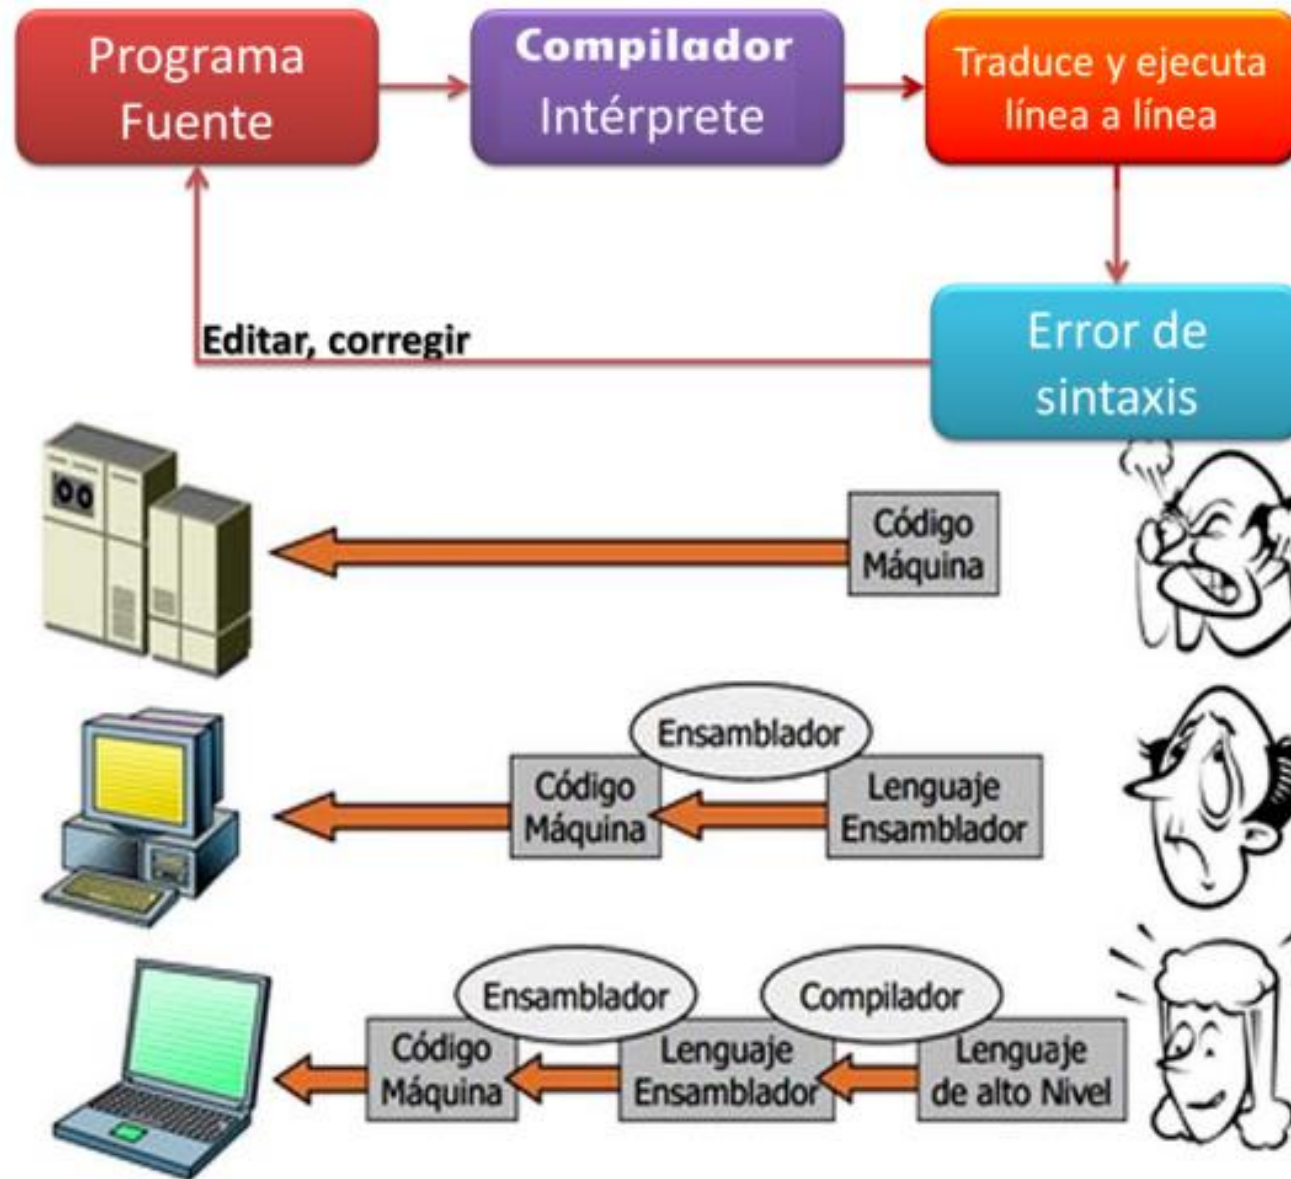 Programa
Fuente
Compilador
Intérprete
Traduce y ejecuta
línea a línea
Editar, corregir
Error de
sintaxis
Código
Máquina
Ensamblador
Código
Máquina
Lenguaje
Ensamblador
Ensamblador
Compilador
Código
Máquina
Lenguaje
Ensamblador
Lenguaje
de alto Nivel